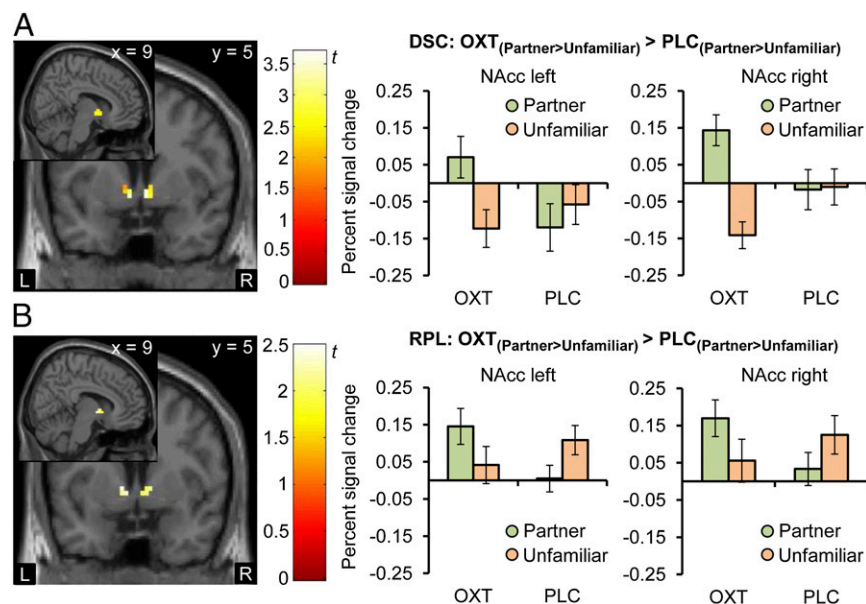 A
x = 9
y = 5
L
R
t
3.5
3
2.5
2
1.5
1
0.5
0
Percent signal change
DSC: OXT(Partner>Unfamiliar) > PLC(Partner>Unfamiliar)
NAcc left
Partner
Unfamiliar
0.25
0.15
0.05
-0.05
-0.15
-0.25
OXT PLC
NAcc right
Partner
Unfamiliar
0.25
0.15
0.05
-0.05
-0.15
-0.25
OXT PLC
B
x = 9
y = 5
L
R
t
2.5
2
1.5
1
0.5
0
Percent signal change
RPL: OXT(Partner>Unfamiliar) > PLC(Partner>Unfamiliar)
NAcc left
0.25
0.15
0.05
-0.05
-0.15
-0.25
Partner
Unfamiliar
OXT PLC
NAcc right
0.25
0.15
0.05
-0.05
-0.15
-0.25
Partner
Unfamiliar
OXT PLC